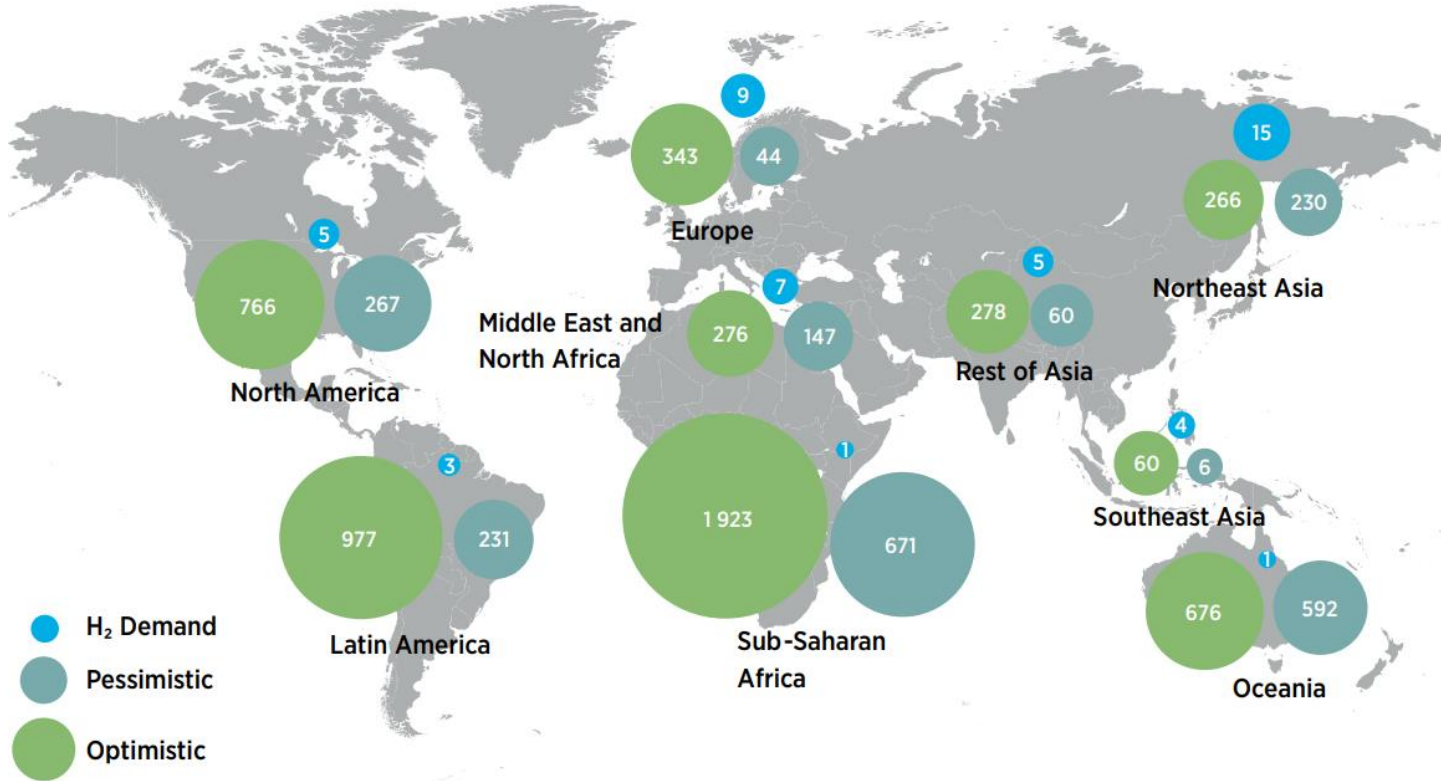 9
343
44
Europe
15
266
230
Northeast Asia
5
766
267
North America
7
276
147
Middle East and
North Africa
5
278
60
Rest of Asia
4
60
6
Southeast Asia
3
977
231
Latin America
1
1 923
671
Sub-Saharan
Africa
1
676
592
Oceania
H₂ Demand
Pessimistic
Optimistic